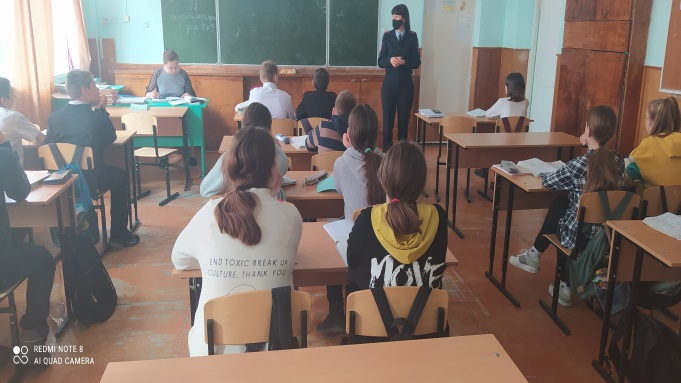 END TOXIC BREAK UP
CULTURE. THANK YOU
MOVE
REDMI NOTE 8
AI QUAD CAMERA